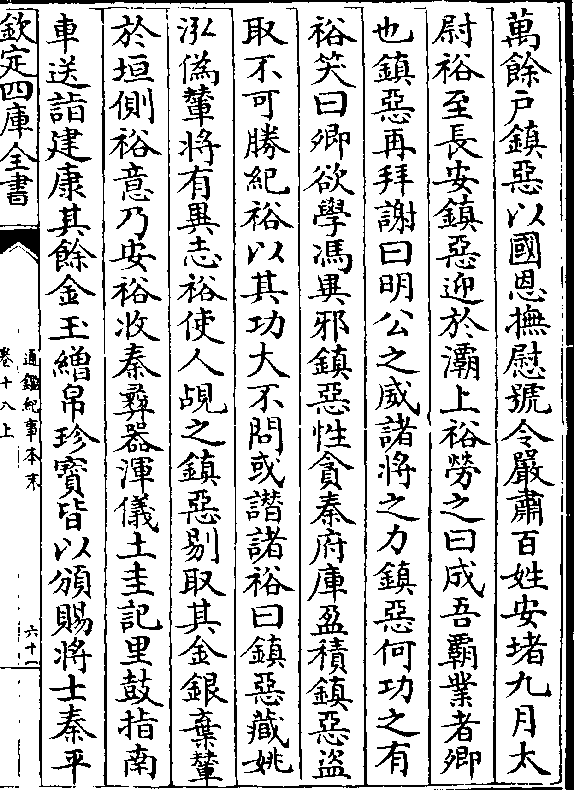 萬餘户鎮惡以國恩撫慰號令嚴肅百姓安堵九月太
尉裕至長安鎮惡迎於灞上裕勞之曰成吾霸業者卿
也鎮惡再拜謝曰明公之威諸將之力鎮惡何功之有
裕笑曰卿欲學馮異邪鎮惡性貪秦府庫盈積鎮惡盜
取不可勝紀裕以其功大不問或譖諸裕曰鎮惡藏姚
泓偽輦將有異志裕使人覘之鎮惡剔取其金銀棄輦
於垣側裕意乃安裕收秦彞器渾儀土圭記里鼓指南
車送詣建康其餘金玉繒帛珍寳皆以頒賜將士秦平
欽定四庫全書
通鑑紀事本末
卷十八上
六十二